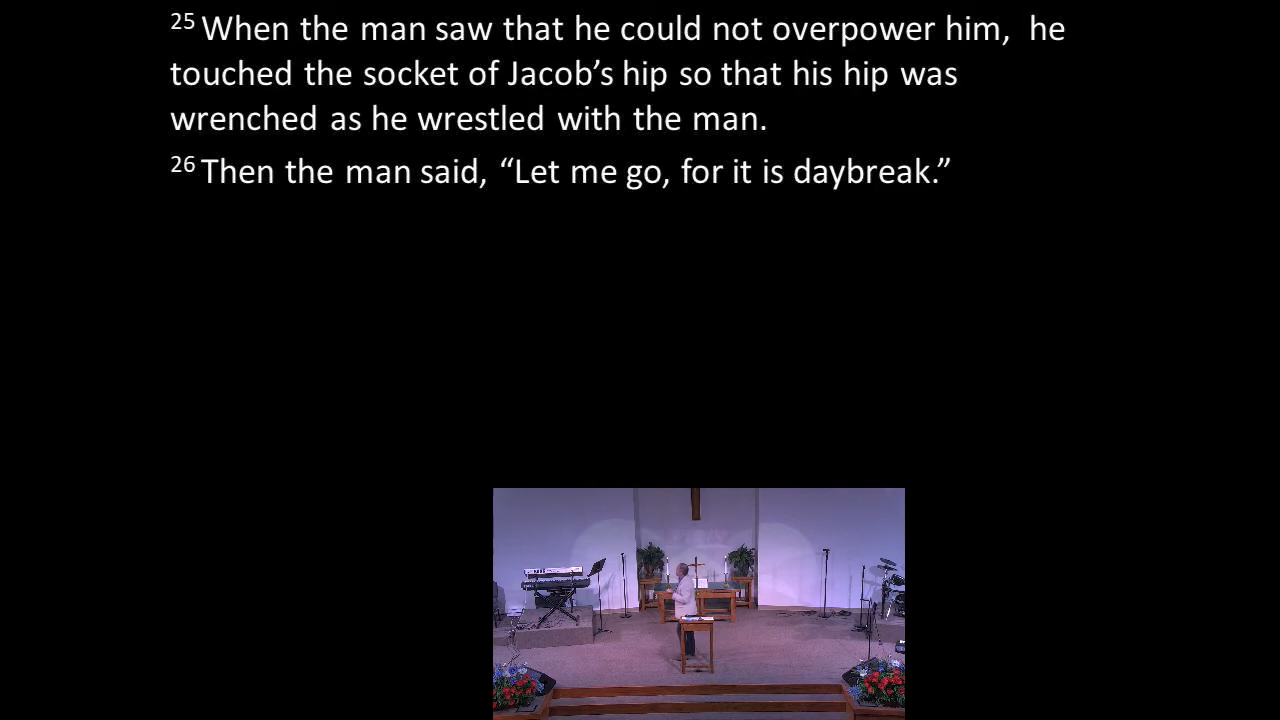 25 When the man saw that he could not overpower him, he
touched the socket of Jacob’s hip so that his hip was
wrenched as he wrestled with the man.
26 Then the man said, “Let me go, for it is daybreak.”